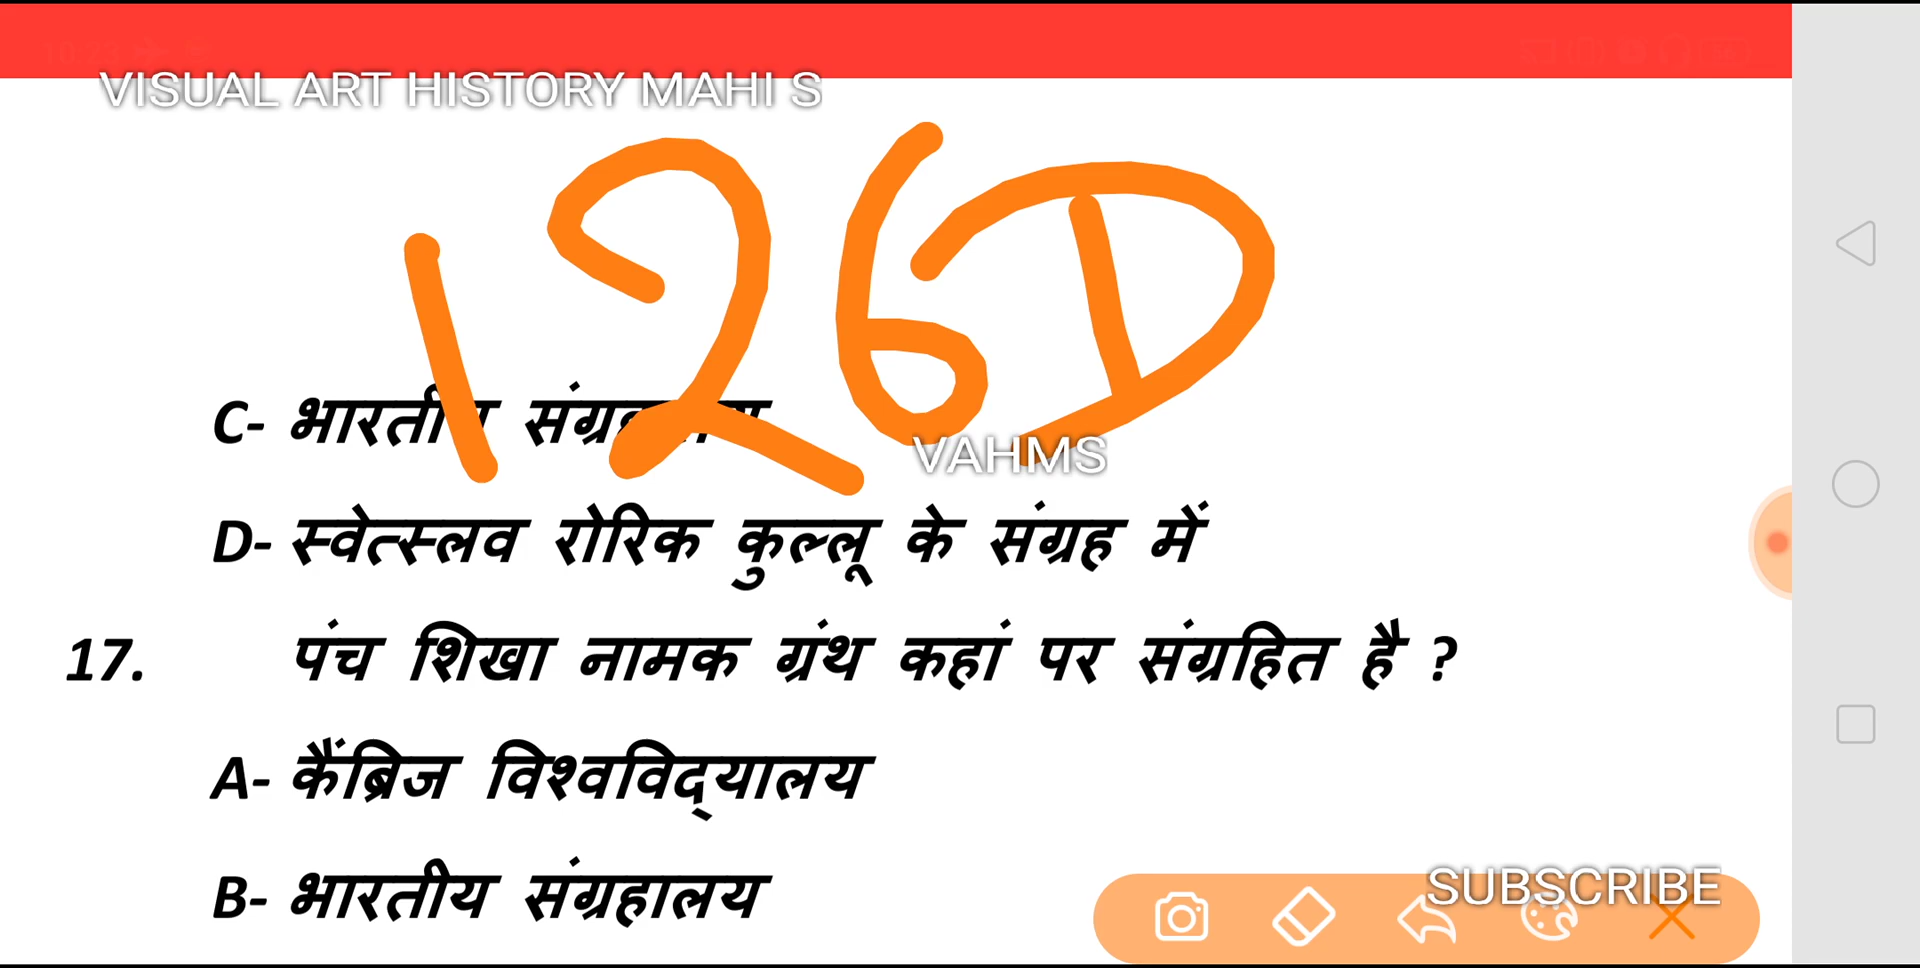 VISUAL ART HISTORY MAHI S
126D
C- भारतीय संग्रहालय
VAHMS
D- स्वेत्स्लव रोरिक कुल्लू के संग्रह में
17. पंच शिखा नामक ग्रंथ कहां पर संग्रहित है ?
A- कैंब्रिज विश्वविद्यालय
B- भारतीय संग्रहालय
SUBSCRIBE